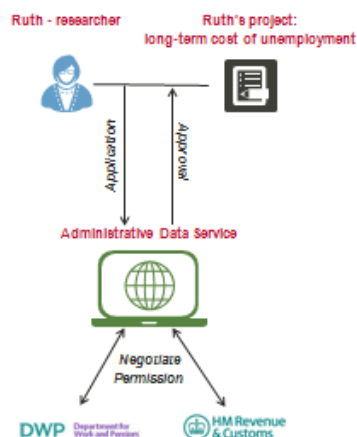 Ruth - researcher
Ruth's project:
long-term cost of unemployment
Application
Approval
Administrative Data Service
Negotiate
Permission
DWP Department for
Work and Pensions
HM Revenue
& Customs